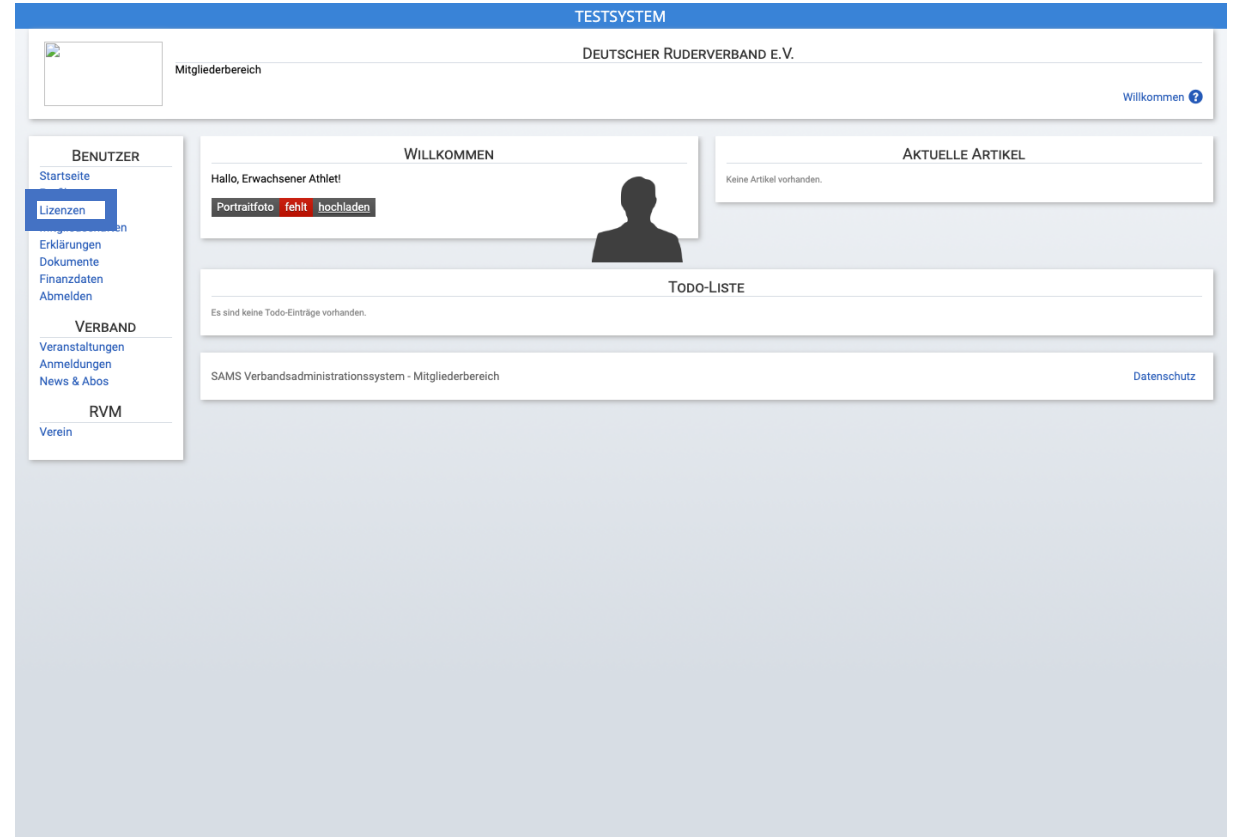 TESTSYSTEM
Deutscher Ruderverband e.V.
Mitgliederbereich
Willkommen ?
Benutzer
Startseite
Lizenzen
Erklärungen
Dokumente
Finanzdaten
Abmelden
Verband
Veranstaltungen
Anmeldungen
News & Abos
RVM
Verein
Willkommen
Hallo, Erwachsener Athlet!
Portraitfoto fehlt hochladen
Aktuelle Artikel
Keine Artikel vorhanden.
Todo-Liste
Es sind keine Todo-Einträge vorhanden.
SAMS Verbandsadministrationssystem - Mitgliederbereich
Datenschutz